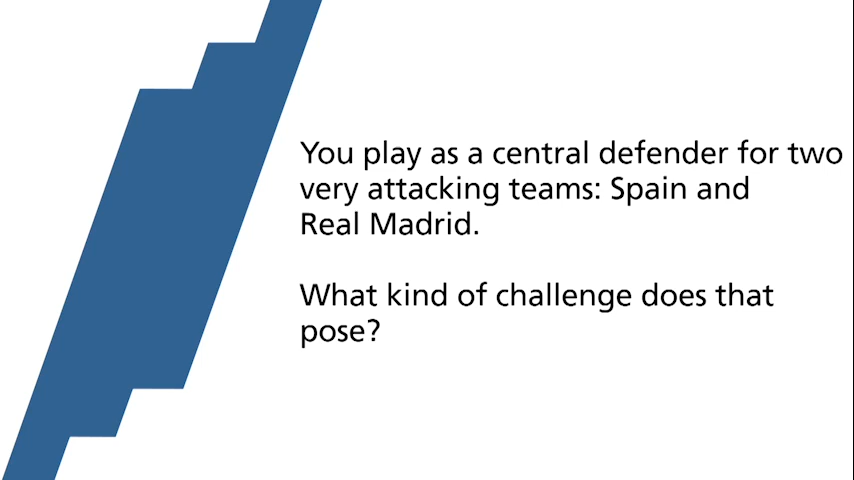 You play as a central defender for two
very attacking teams: Spain and
Real Madrid.
What kind of challenge does that
pose?